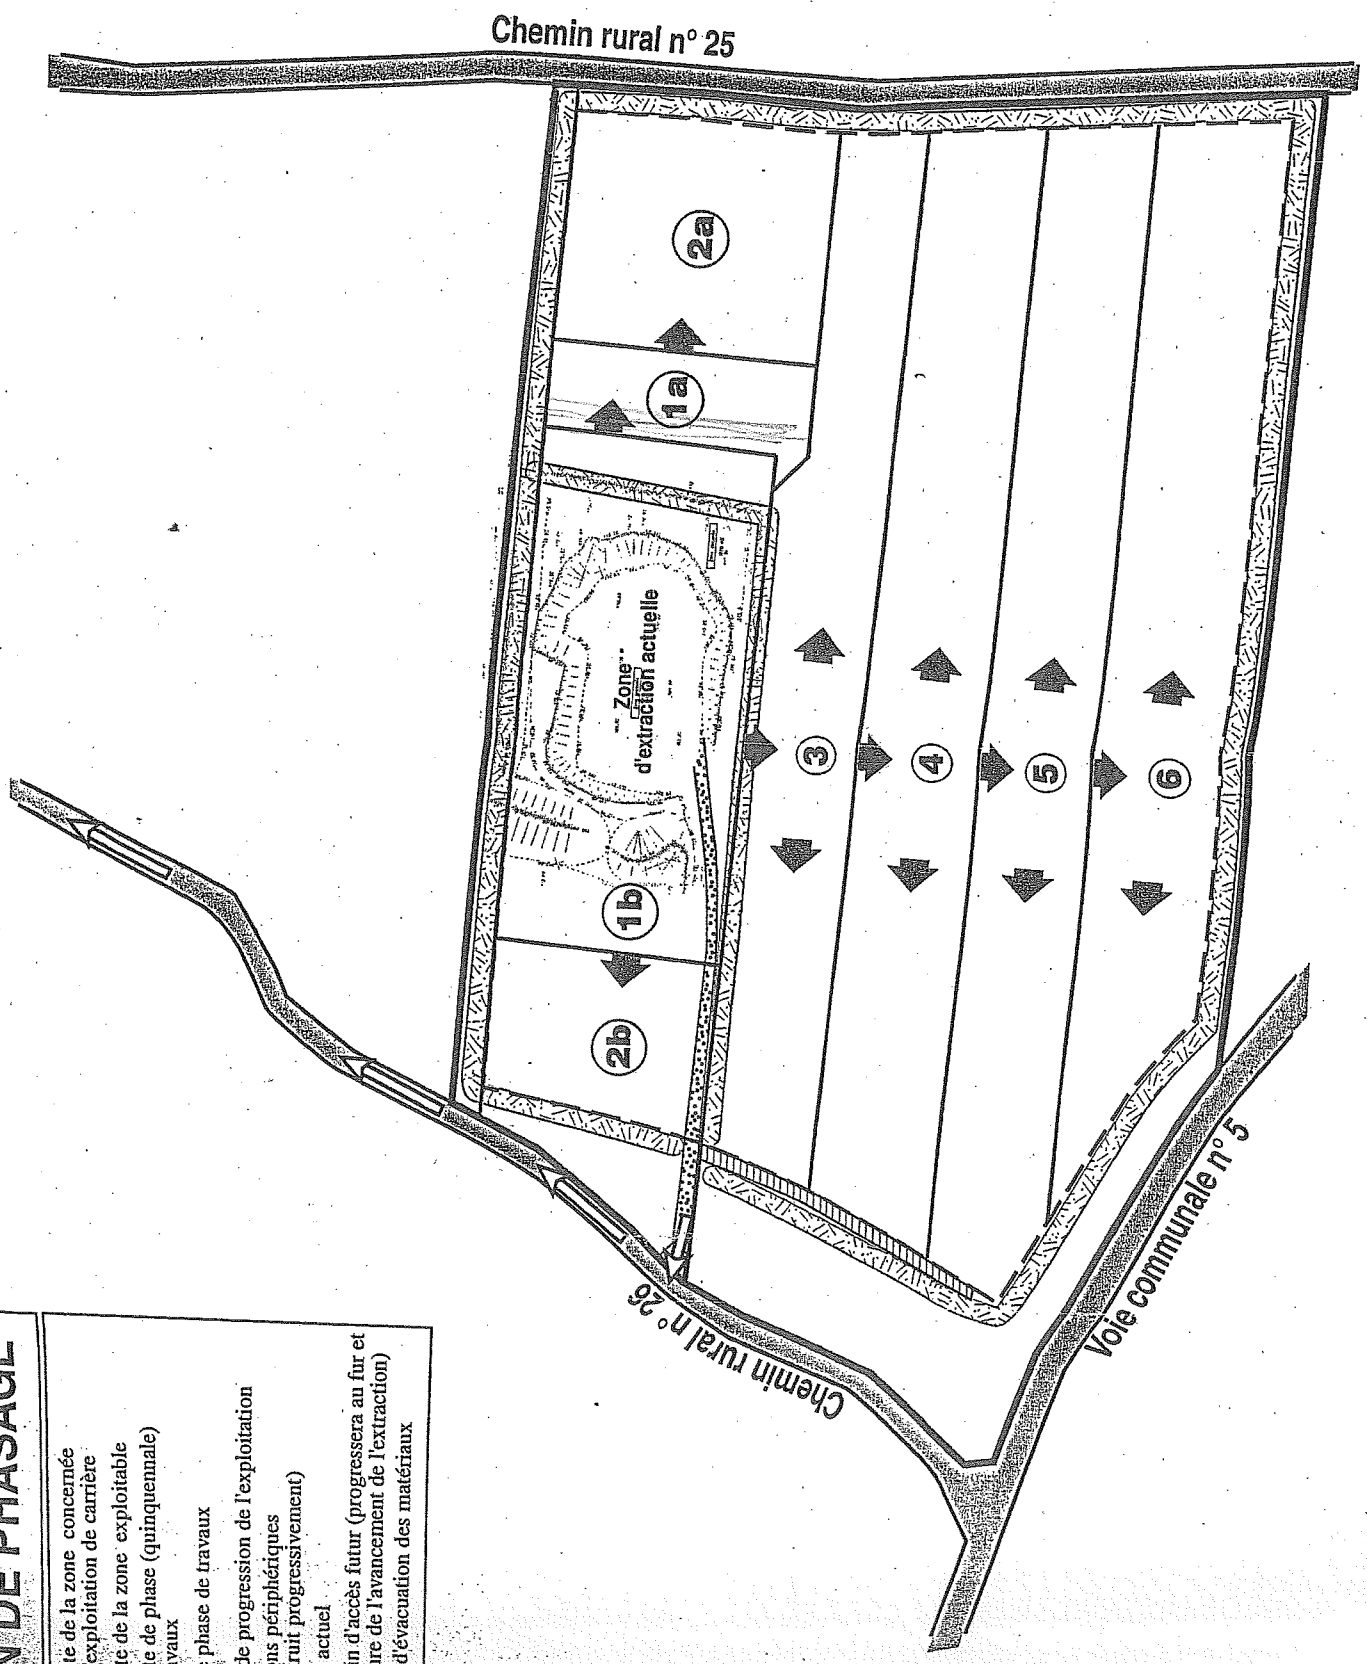 Chemin rural n° 25
2a
1a
Zone
d'extraction actuelle
1b
2b
3
4
5
6
Chemin rural n° 26
Voie communale n° 5
N DE PHASAGE
te de la zone concernée
exploitation de carrière
te de la zone exploitable
te de phase (quinquennale)
vaux
phase de travaux
de progression de l'exploitation
ons périphériques
ruit progressivement)
actuel
in d'accès futur (progressera au fur et
re de l'avancement de l'extraction)
d'évacuation des matériaux